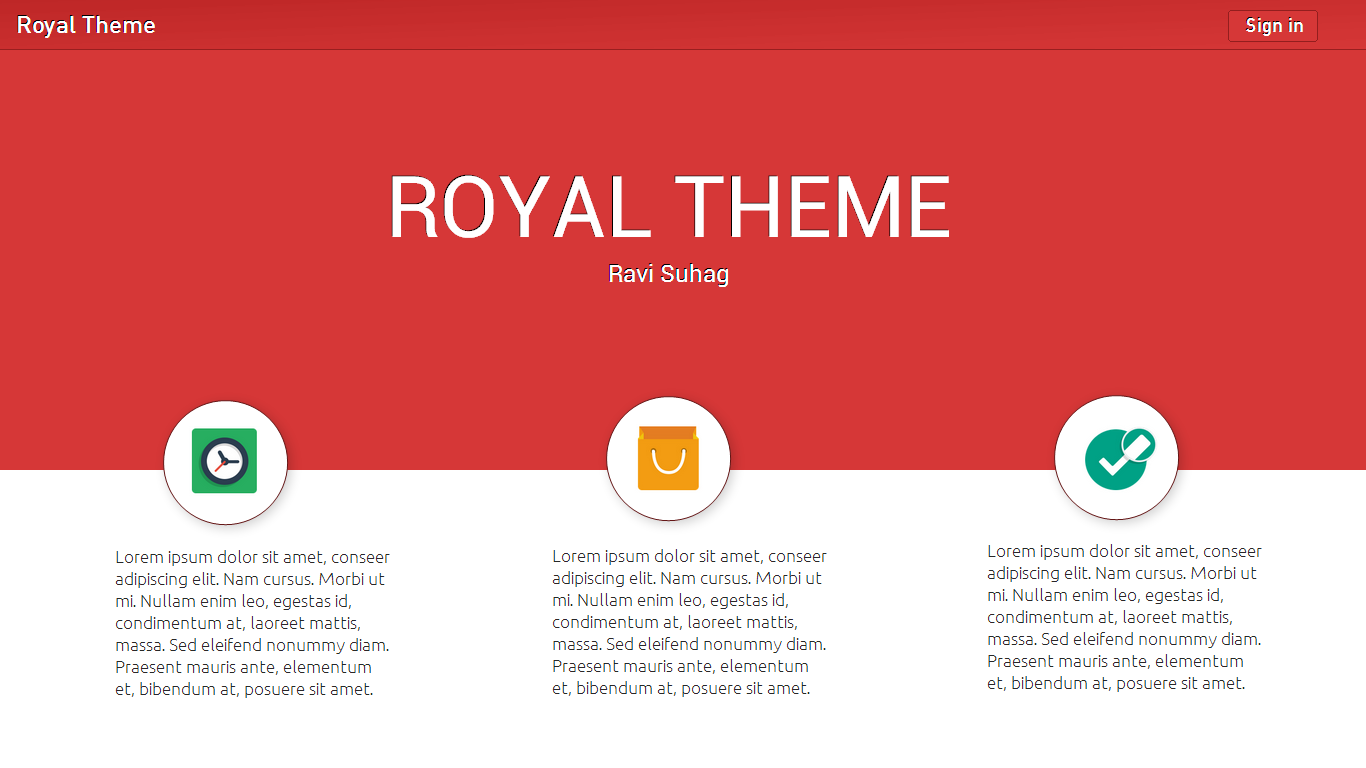 Royal Theme
Sign in
ROYAL THEME
Ravi Suhag
Lorem ipsum dolor sit amet, conseer
adipiscing elit. Nam cursus. Morbi ut
mi. Nullam enim leo, egestas id,
condimentum at, laoreet mattis,
massa. Sed eleifend nonummy diam.
Praesent mauris ante, elementum
et, bibendum at, posuere sit amet.
Lorem ipsum dolor sit amet, conseer
adipiscing elit. Nam cursus. Morbi ut
mi. Nullam enim leo, egestas id,
condimentum at, laoreet mattis,
massa. Sed eleifend nonummy diam.
Praesent mauris ante, elementum
et, bibendum at, posuere sit amet.
Lorem ipsum dolor sit amet, conseer
adipiscing elit. Nam cursus. Morbi ut
mi. Nullam enim leo, egestas id,
condimentum at, laoreet mattis,
massa. Sed eleifend nonummy diam.
Praesent mauris ante, elementum
et, bibendum at, posuere sit amet.